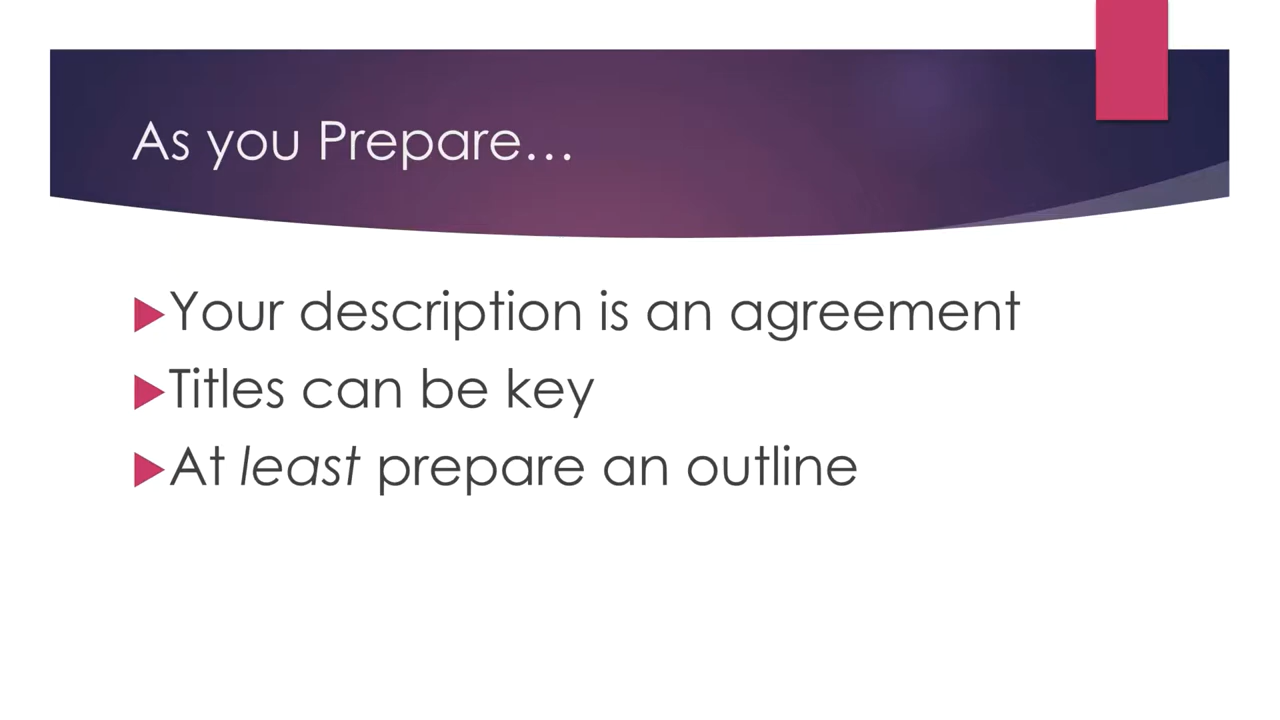 As you Prepare…
Your description is an agreement
Titles can be key
At least prepare an outline